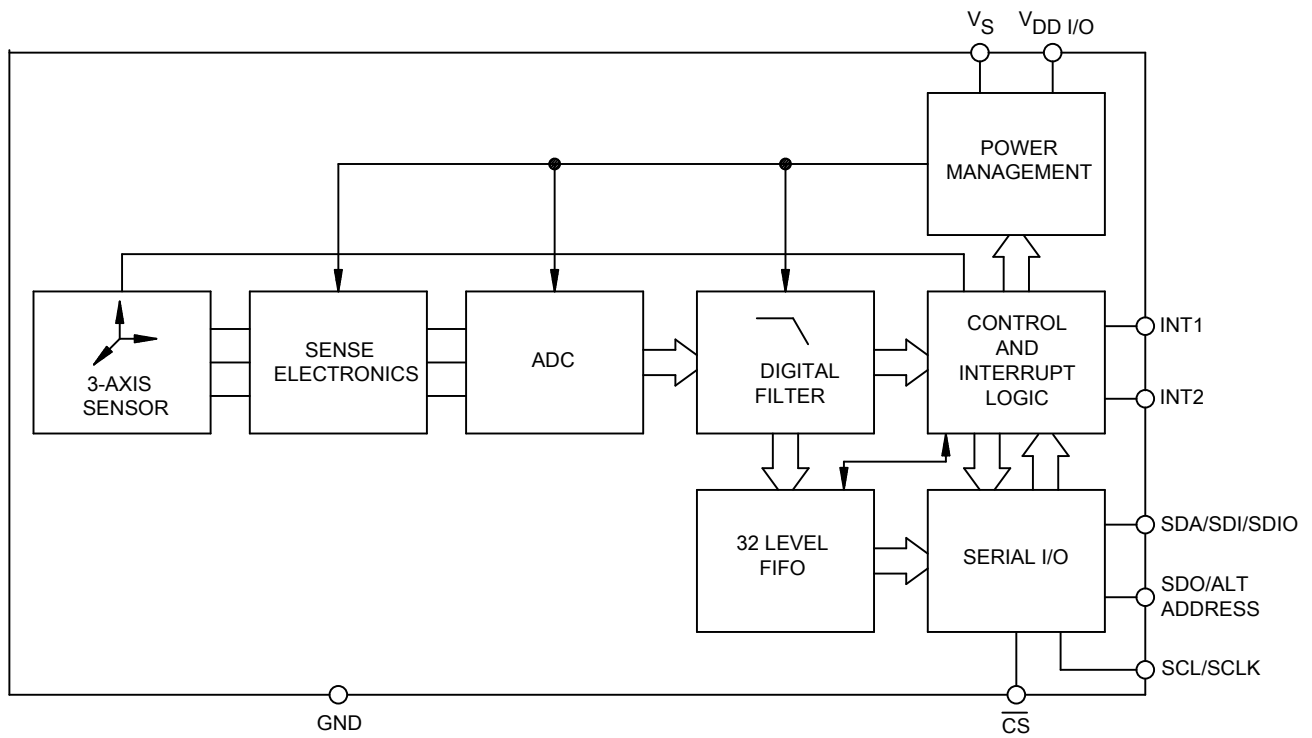 VS
VDD I/O
POWER
MANAGEMENT
3-AXIS
SENSOR
SENSE
ELECTRONICS
ADC
DIGITAL
FILTER
CONTROL
AND
INTERRUPT
LOGIC
INT1
INT2
32 LEVEL
FIFO
SERIAL I/O
SDA/SDI/SDIO
SDO/ALT
ADDRESS
SCL/SCLK
GND
C̅S̅